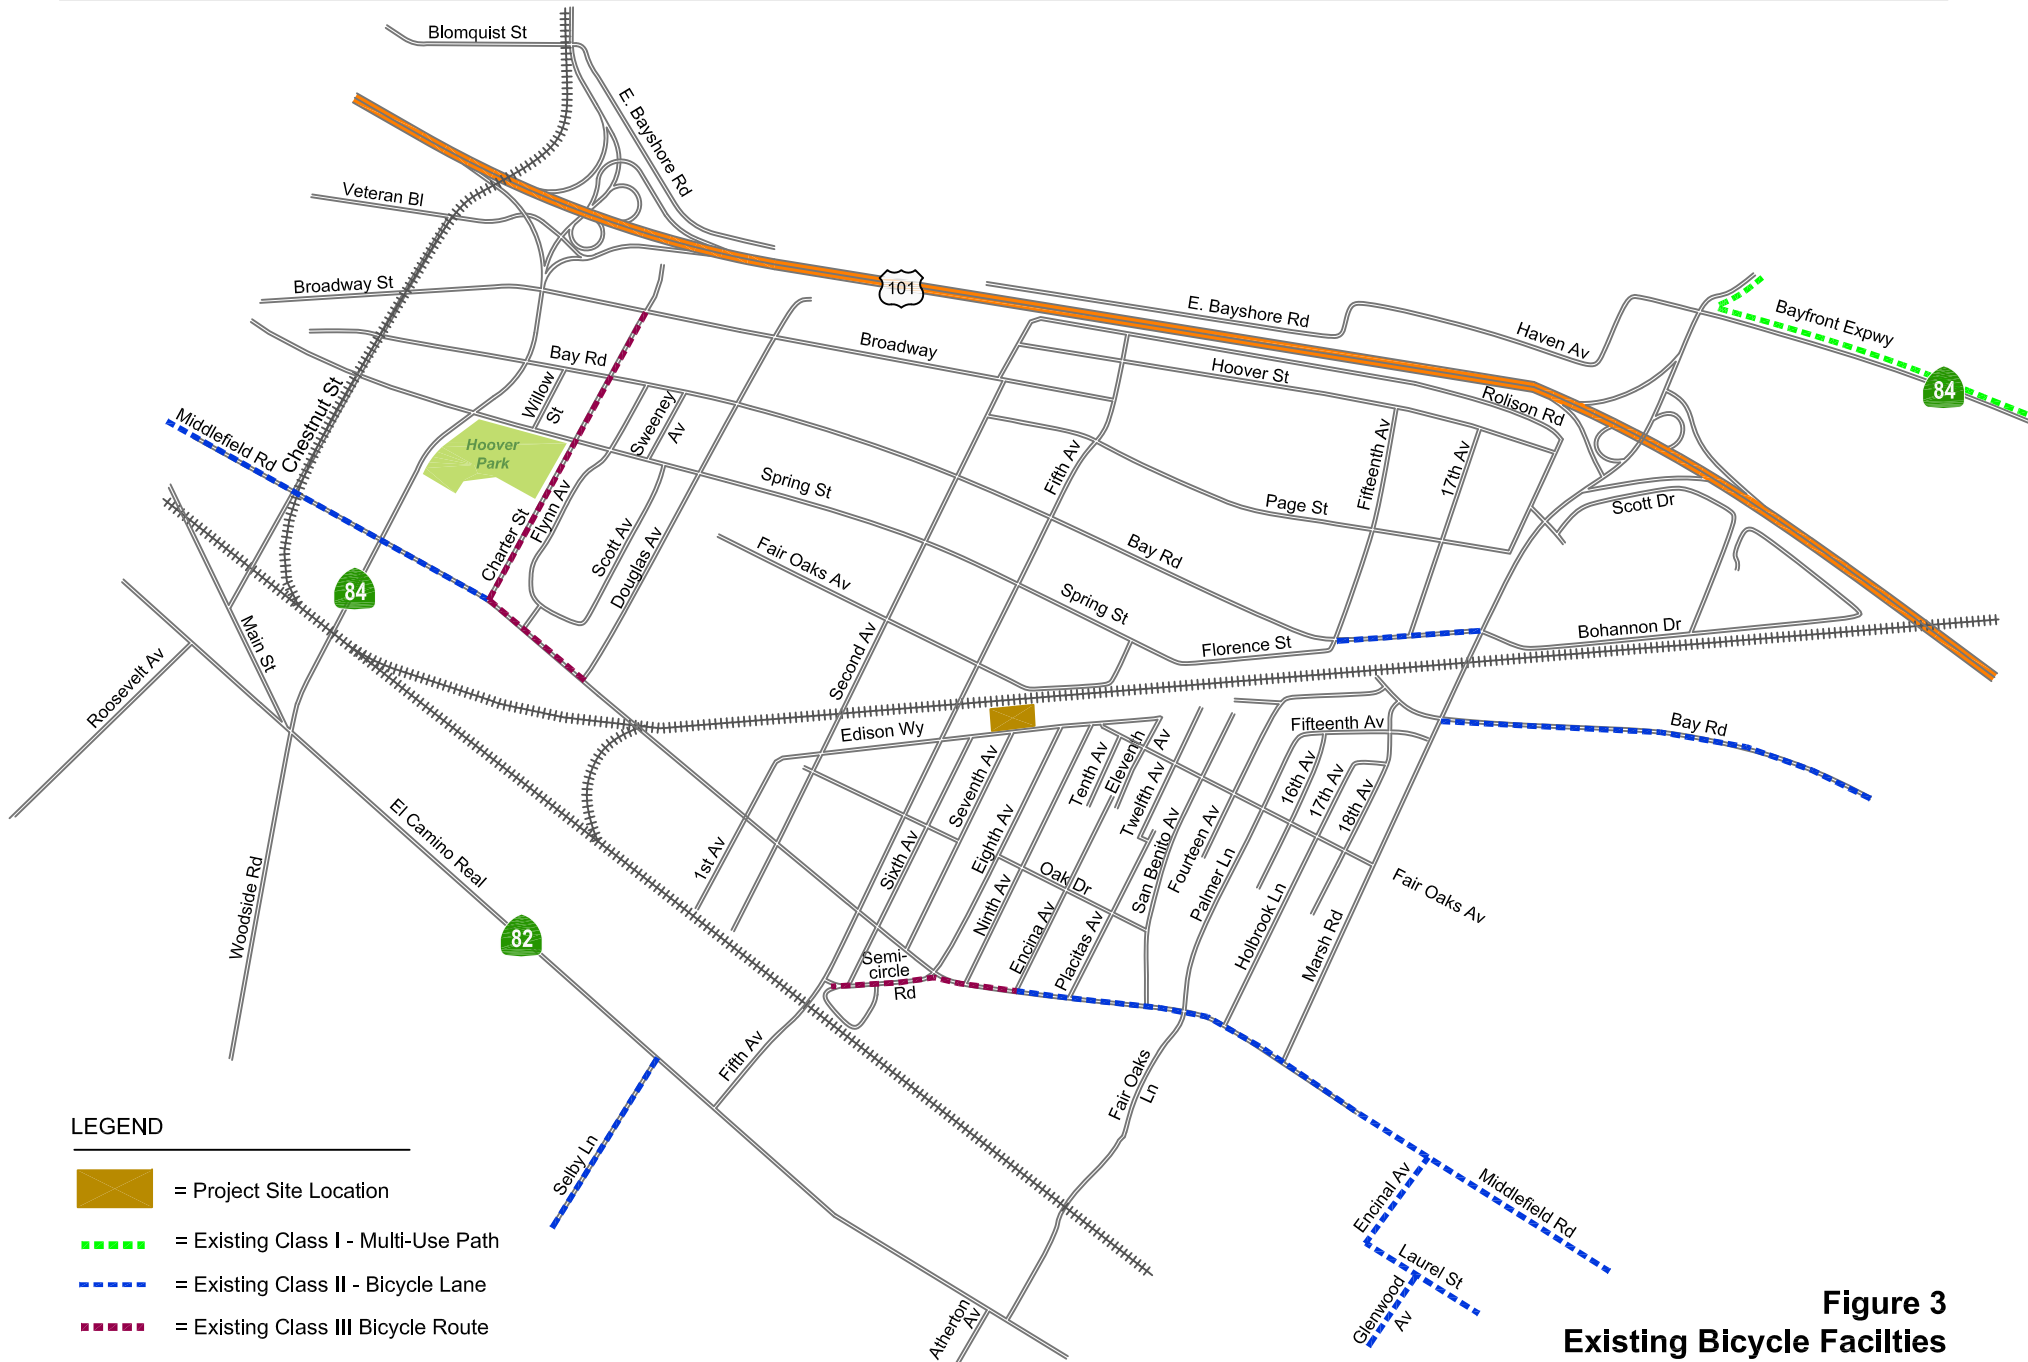 Blomquist St
E. Bayshore Rd
Veteran Bl
Broadway St
101
E. Bayshore Rd
Haven Av
Bayfront Expwy
84
Bay Rd
Broadway
Hoover St
Rolison Rd
Willow
St
Sweeney
Av
Middlefield Rd
Chestnut St
Hoover
Park
Fifth Av
Fifteenth Av
17th Av
Spring St
Page St
Scott Dr
Charter St
Flynn Av
Scott Av
Douglas Av
Fair Oaks Av
Bay Rd
84
Spring St
Main St
Roosevelt Av
Second Av
Florence St
Bohannon Dr
Edison Wy
Fifteenth Av
Bay Rd
Seventh Av
Tenth Av
Eleventh
Av
Twelfth Av
16th Av
17th Av
18th Av
El Camino Real
1st Av
Sixth Av
Eighth Av
Oak Dr
San Benito Av
Fourteen Av
Palmer Ln
Fair Oaks Av
Woodside Rd
82
Ninth Av
Encina Av
Placitas Av
Holbrook Ln
Marsh Rd
Semi-
circle
Rd
Fifth Av
Fair Oaks
Ln
Selby Ln
Encinal Av
Middlefield Rd
Laurel St
Glenwood
Av
Atherton
Av
LEGEND
= Project Site Location
= Existing Class I - Multi-Use Path
= Existing Class II - Bicycle Lane
= Existing Class III Bicycle Route
Figure 3
Existing Bicycle Facilties